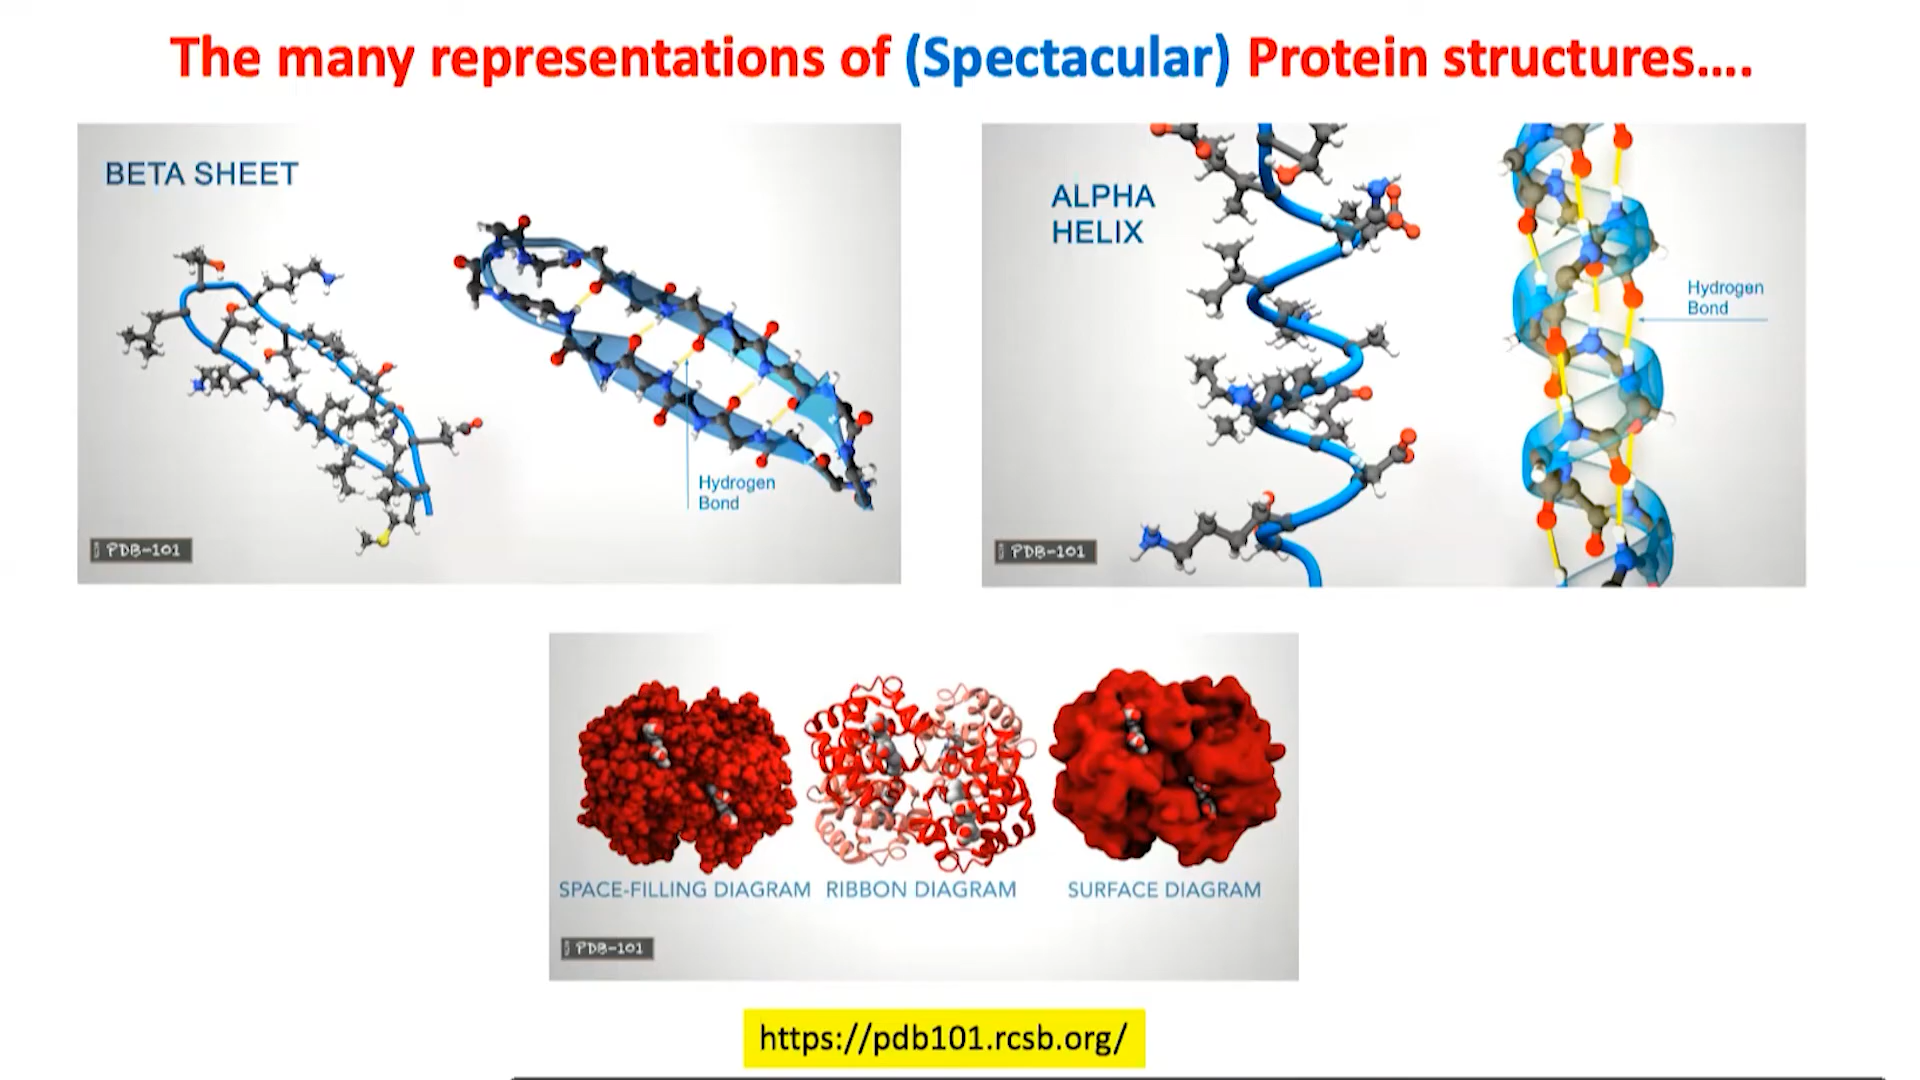 The many representations of (Spectacular) Protein structures....
BETA SHEET
Hydrogen
Bond
PDB-101
ALPHA
HELIX
Hydrogen
Bond
PDB-101
SPACE-FILLING DIAGRAM
RIBBON DIAGRAM
SURFACE DIAGRAM
PDB-101
https://pdb101.rcsb.org/